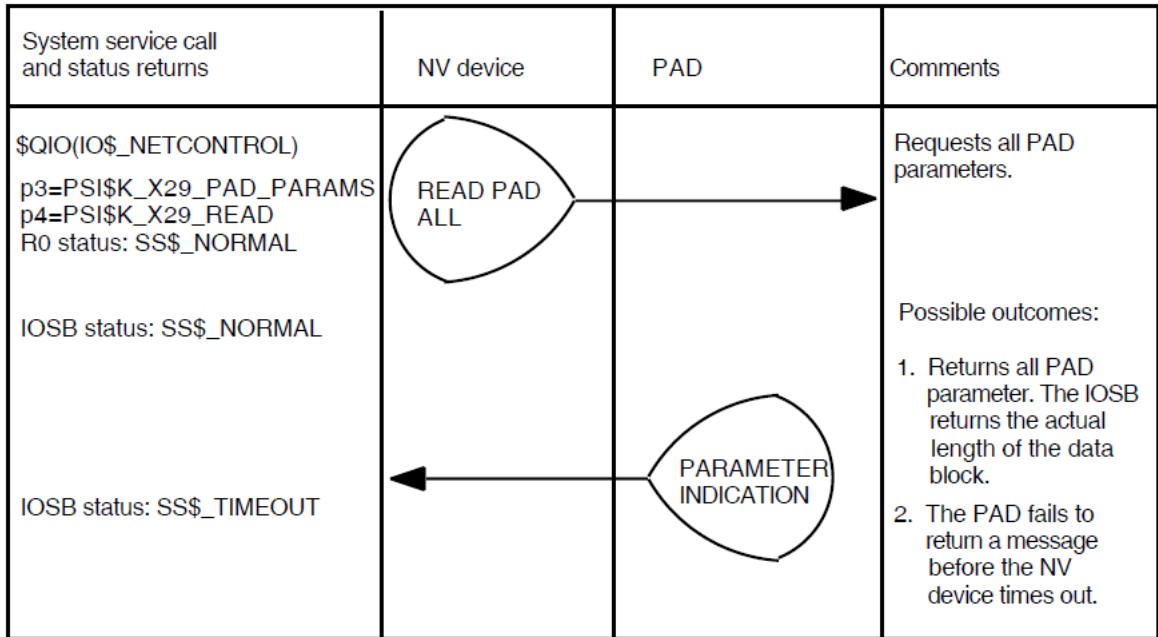 System service call
and status returns
NV device
PAD
Comments
$QIO(IO$_NETCONTROL)
p3=PSI$K_X29_PAD_PARAMS
p4=PSI$K_X29_READ
R0 status: SS$_NORMAL
READ PAD
ALL
Requests all PAD
parameters.
IOSB status: SS$_NORMAL
Possible outcomes:
1. Returns all PAD
parameter. The IOSB
returns the actual
length of the data
block.
PARAMETER
INDICATION
IOSB status: SS$_TIMEOUT
2. The PAD fails to
return a message
before the NV
device times out.